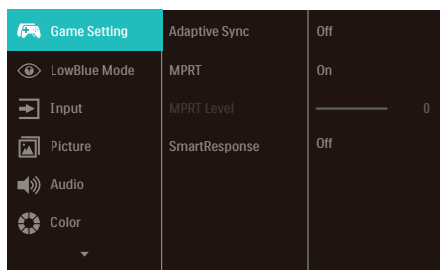 Game Setting Adaptive Sync Off
LowBlue Mode MPRT On
Input MPRT Level 0
Picture SmartResponse Off
Audio
Color